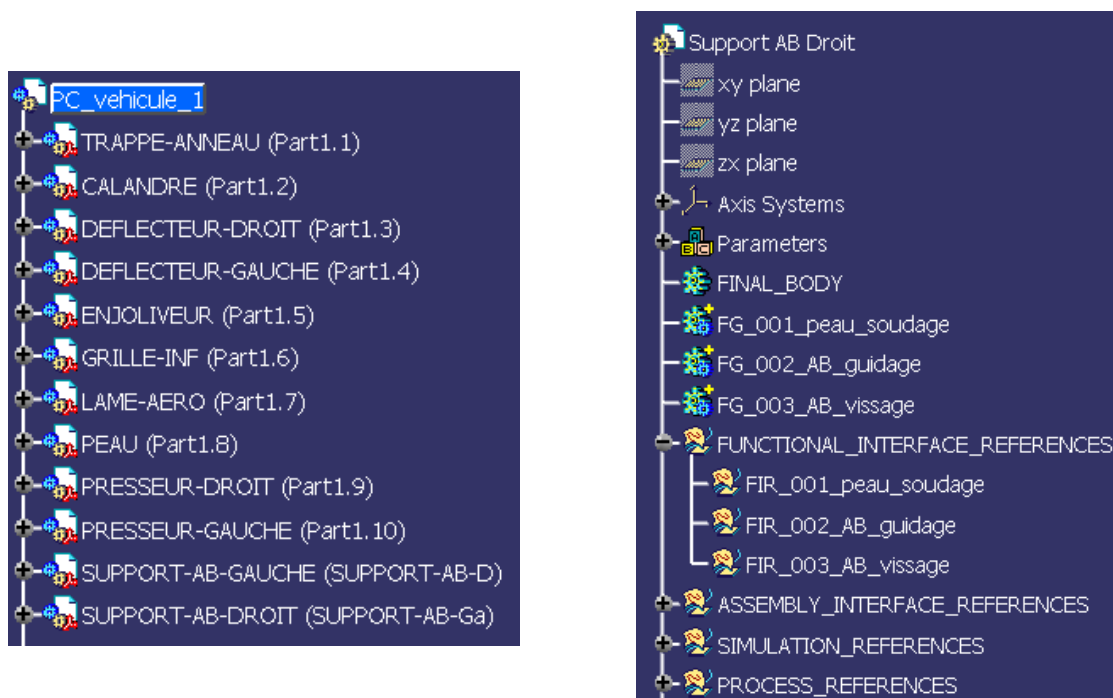 PC_vehicule_1
TRAPPE-ANNEAU (Part1.1)
CALANDRE (Part1.2)
DEFLECTEUR-DROIT (Part1.3)
DEFLECTEUR-GAUCHE (Part1.4)
ENJOLIVEUR (Part1.5)
GRILLE-INF (Part1.6)
LAME-AERO (Part1.7)
PEAU (Part1.8)
PRESSEUR-DROIT (Part1.9)
PRESSEUR-GAUCHE (Part1.10)
SUPPORT-AB-GAUCHE (SUPPORT-AB-D)
SUPPORT-AB-DROIT (SUPPORT-AB-Ga)
Support AB Droit
xy plane
yz plane
zx plane
Axis Systems
Parameters
FINAL_BODY
FG_001_peau_soudage
FG_002_AB_guidage
FG_003_AB_vissage
FUNCTIONAL_INTERFACE_REFERENCES
FIR_001_peau_soudage
FIR_002_AB_guidage
FIR_003_AB_vissage
ASSEMBLY_INTERFACE_REFERENCES
SIMULATION_REFERENCES
PROCESS_REFERENCES